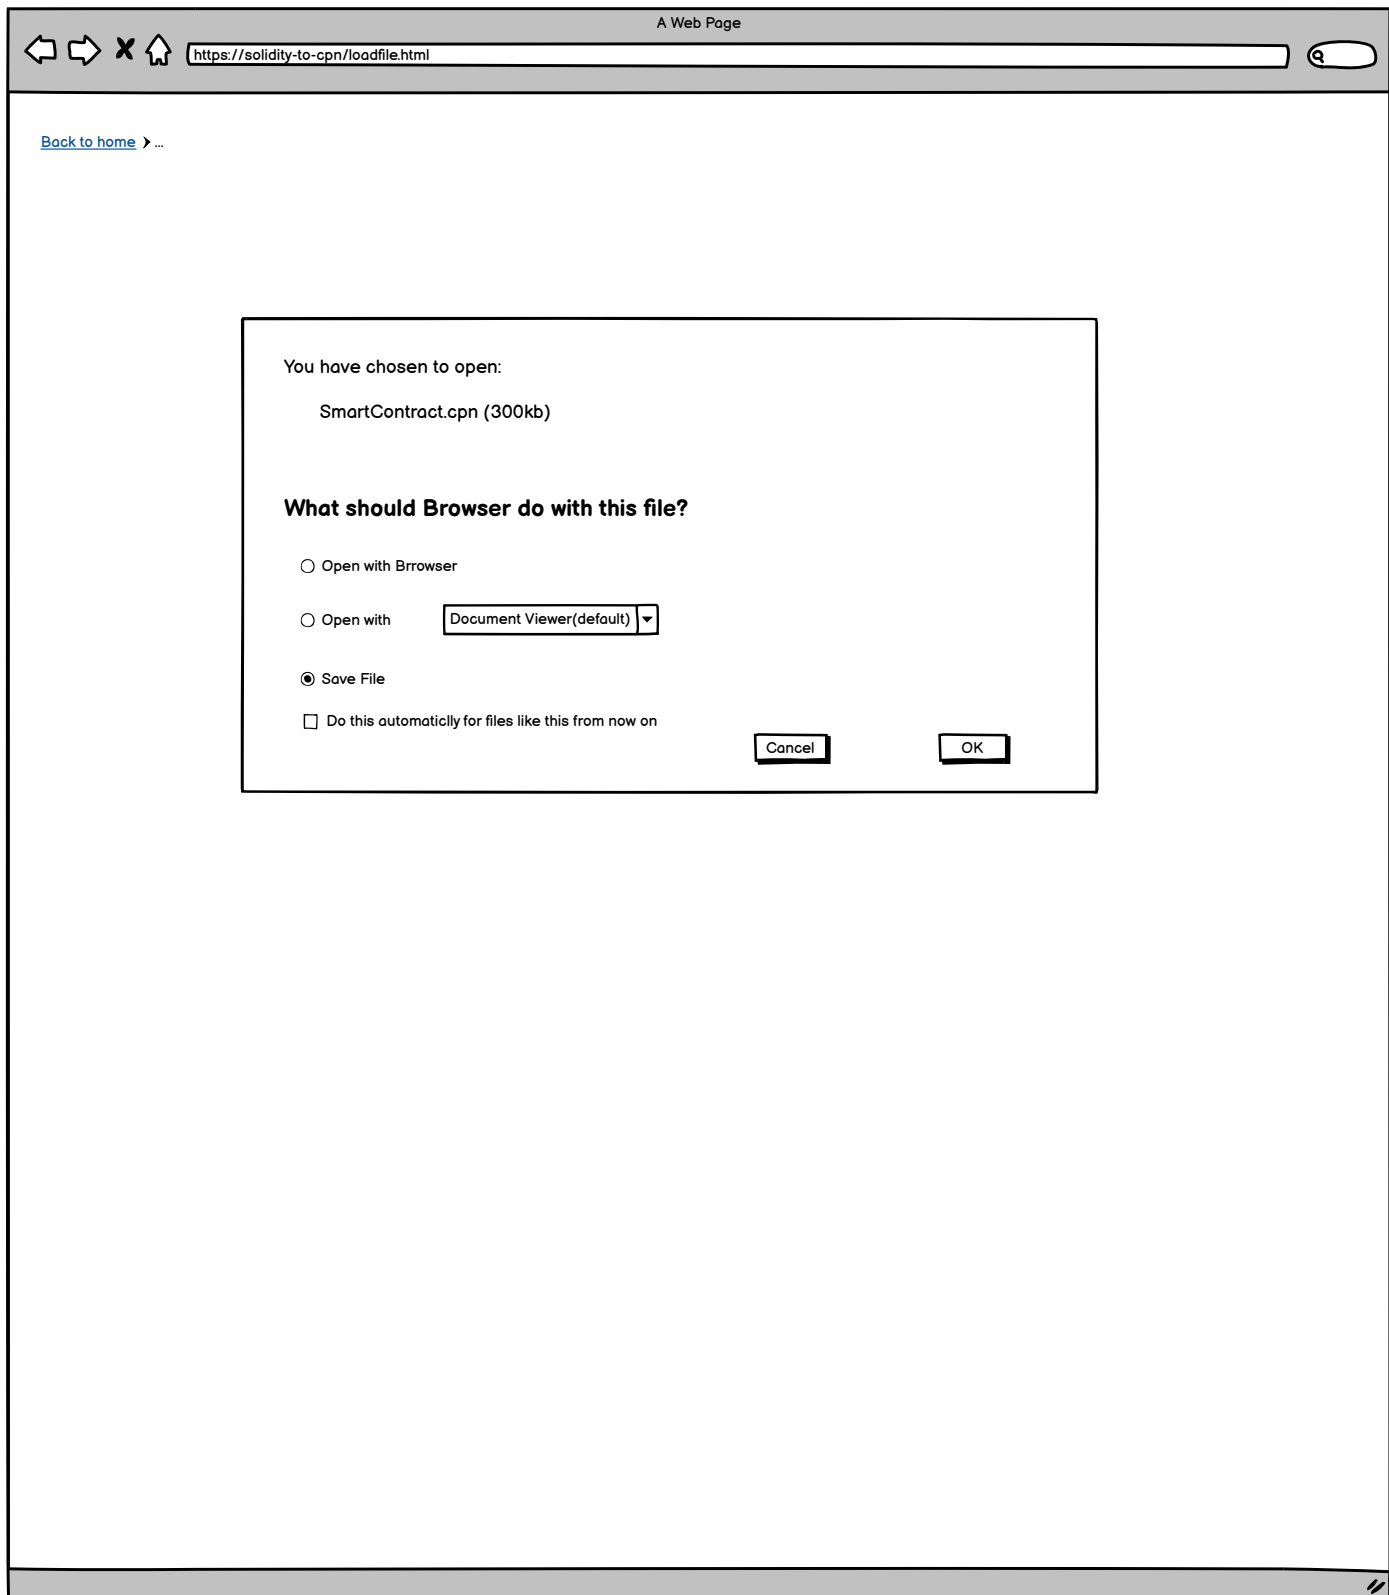 A Web Page
https://solidity-to-cpn/loadfile.html
Back to home ...
You have chosen to open:
SmartContract.cpn (300kb)
What should Browser do with this file?
Open with Brrowser
Open with Document Viewer(default)
Save File
Do this automaticlly for files like this from now on
Cancel OK